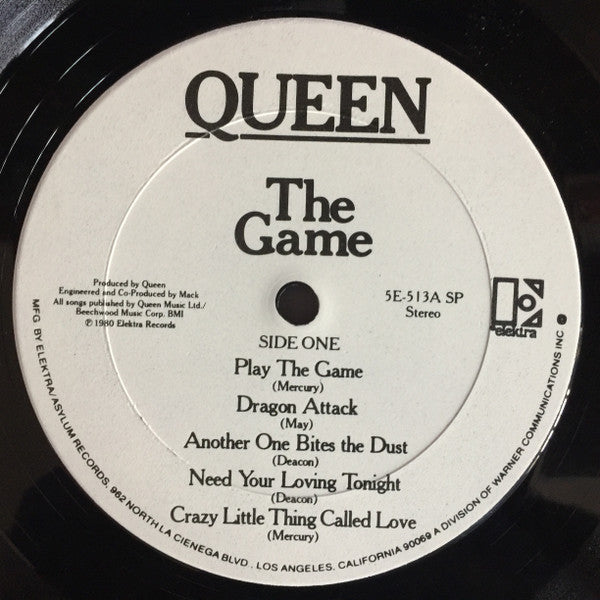 QUEEN
The
Game
Produced by Queen
Engineered and Co-Produced by Mack
All songs published by Queen Music Ltd./
Beechwood Music Corp. BMI
℗ 1980 Elektra Records
5E-513A SP
Stereo
elektra
SIDE ONE
Play The Game
(Mercury)
Dragon Attack
(May)
Another One Bites the Dust
(Deacon)
Need Your Loving Tonight
(Deacon)
Crazy Little Thing Called Love
(Mercury)
MFG. BY ELEKTRA/ASYLUM RECORDS, 962 NORTH LA CIENEGA BLVD., LOS ANGELES, CALIFORNIA 90069 A DIVISION OF WARNER COMMUNICATIONS INC